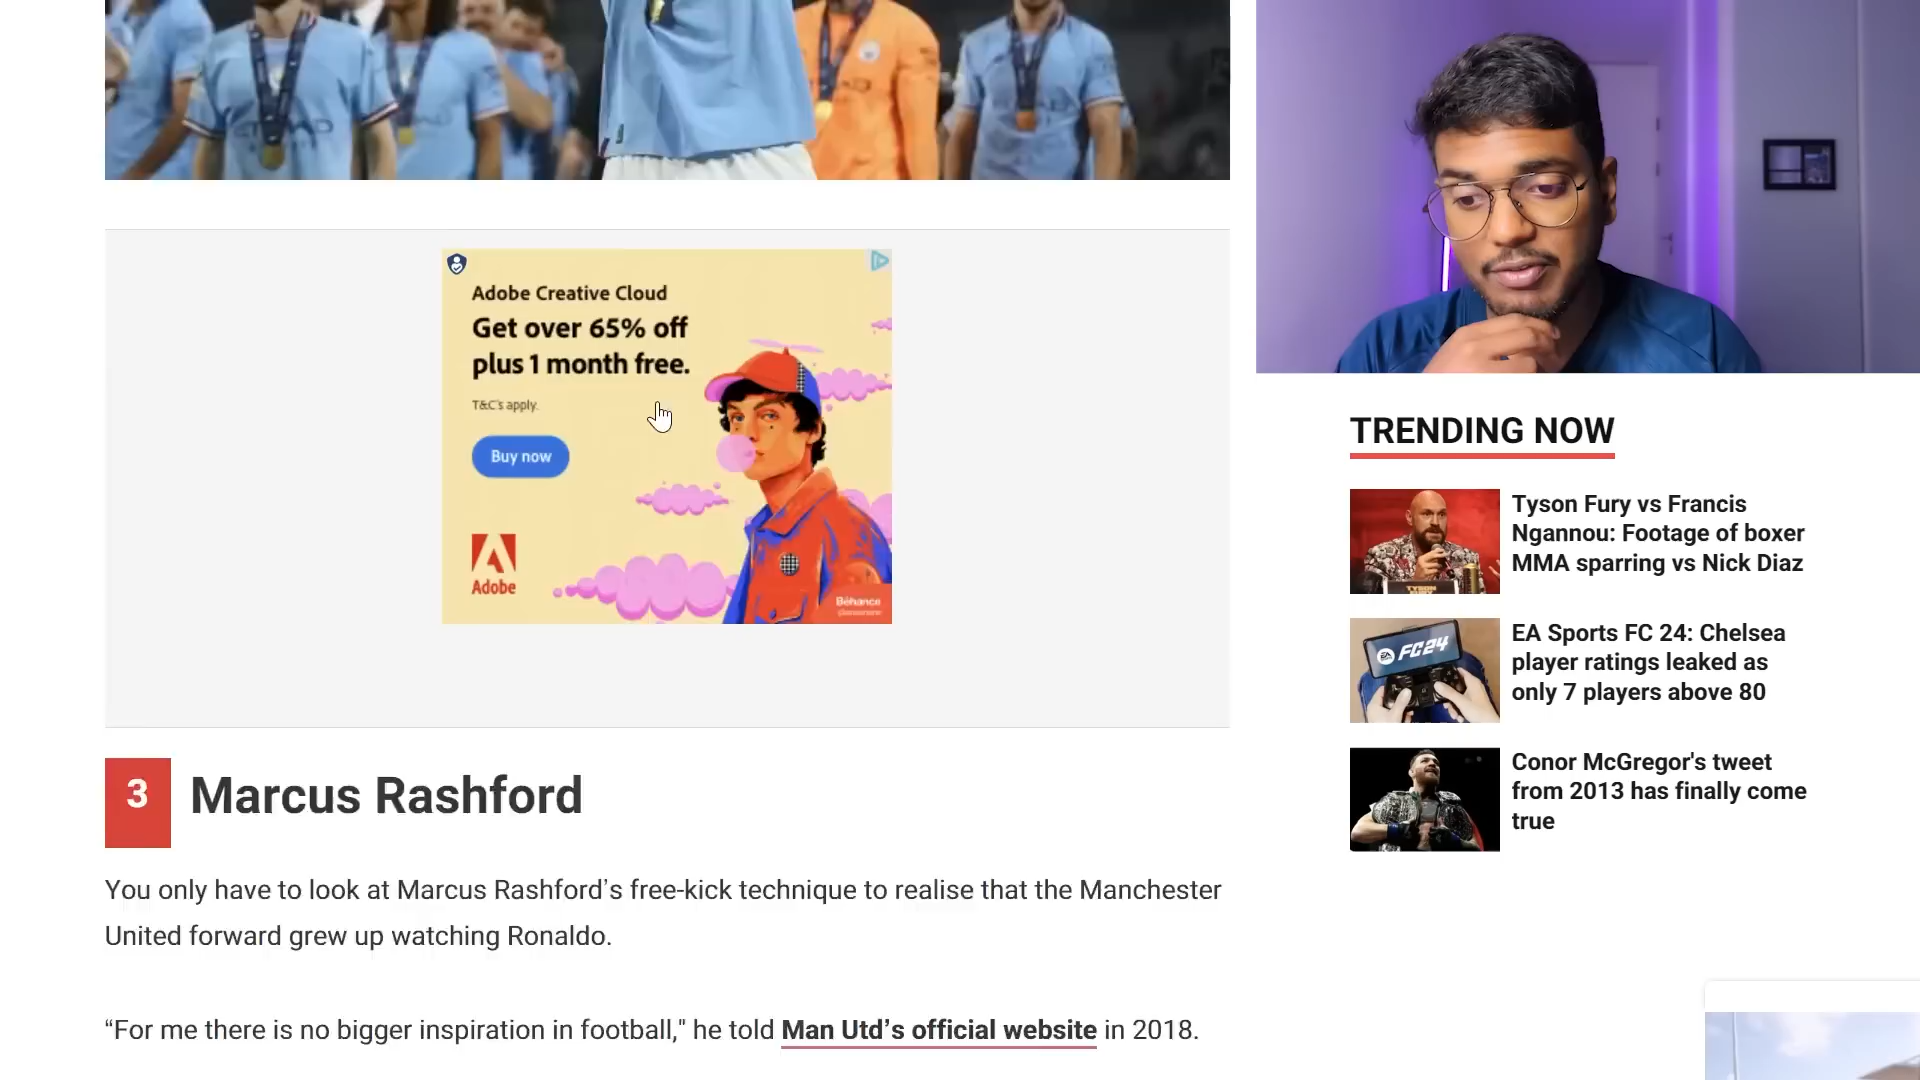 Adobe Creative Cloud
Get over 65% off
plus 1 month free.
T&C's apply.
Buy now
Adobe
Bēhance
TRENDING NOW
Tyson Fury vs Francis
Ngannou: Footage of boxer
MMA sparring vs Nick Diaz
TYSON
FURY
EA Sports FC 24: Chelsea
player ratings leaked as
only 7 players above 80
FC24
Conor McGregor's tweet
from 2013 has finally come
true
3 Marcus Rashford
You only have to look at Marcus Rashford’s free-kick technique to realise that the Manchester
United forward grew up watching Ronaldo.
“For me there is no bigger inspiration in football," he told Man Utd’s official website in 2018.